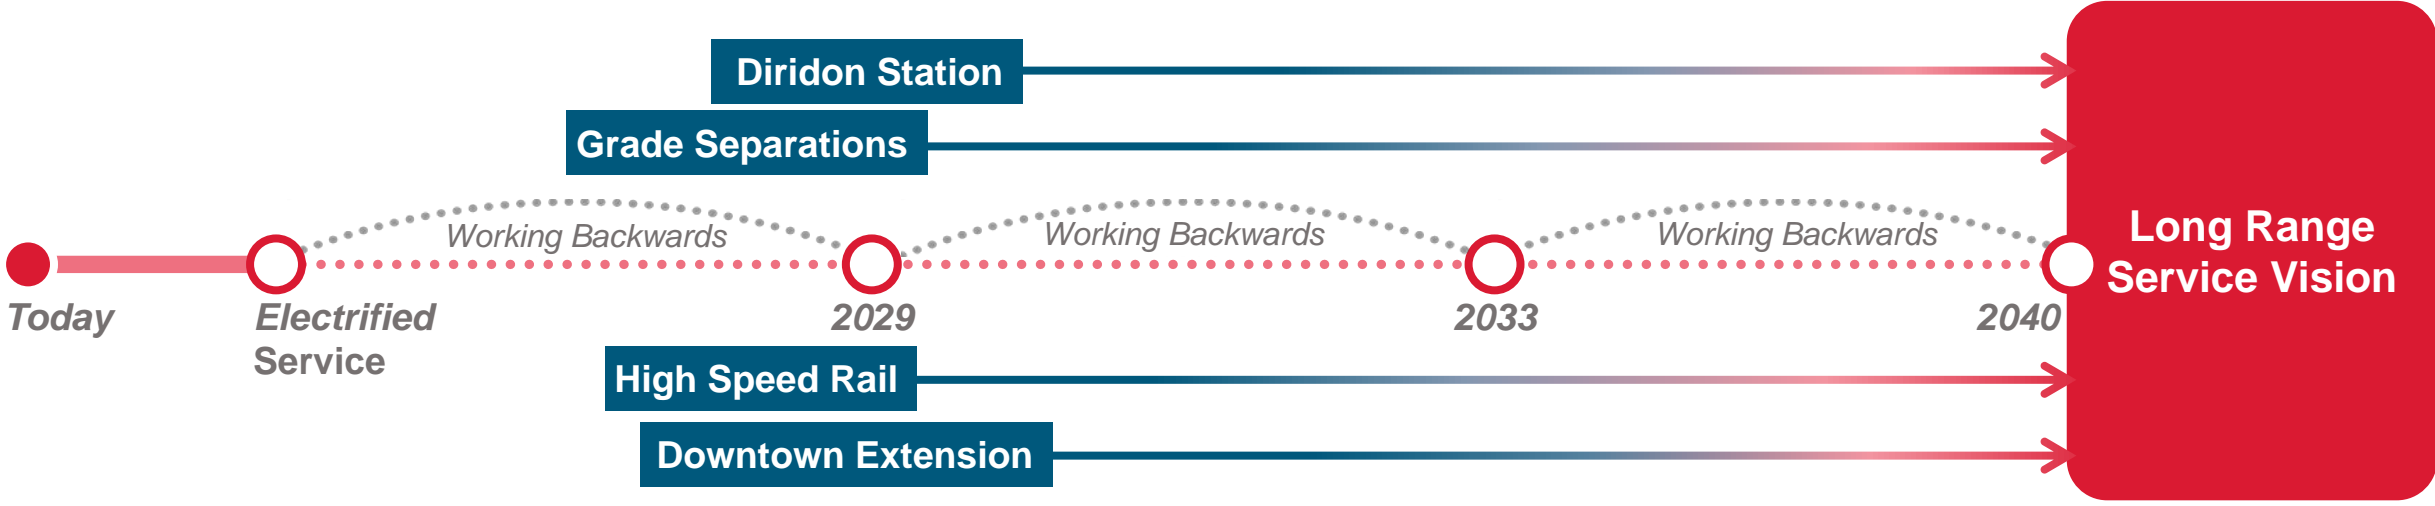 Diridon Station
Grade Separations
Working Backwards
Working Backwards
Working Backwards
Long Range
Service Vision
Today
Electrified
Service
2029
2033
2040
High Speed Rail
Downtown Extension